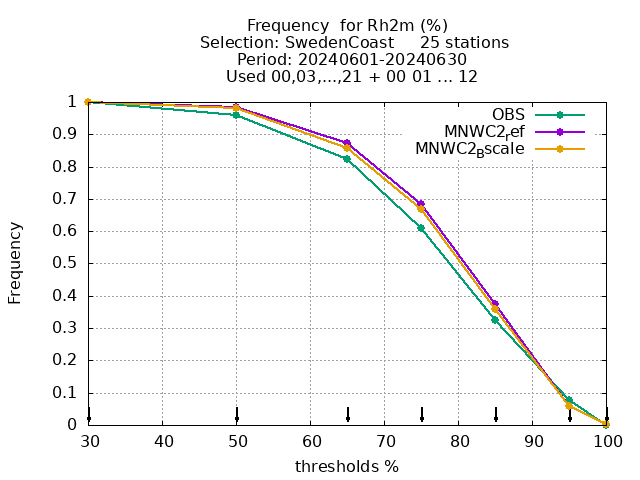 Frequency  for Rh2m (%)
Selection: SwedenCoast     25 stations
Period: 20240601-20240630
Used 00,03,...,21 + 00 01 ... 12
OBS
MNWC2ref
MNWC2Bscale
1
0.9
0.8
0.7
0.6
0.5
0.4
0.3
0.2
0.1
0
Frequency
30 40 50 60 70 80 90 100
thresholds %